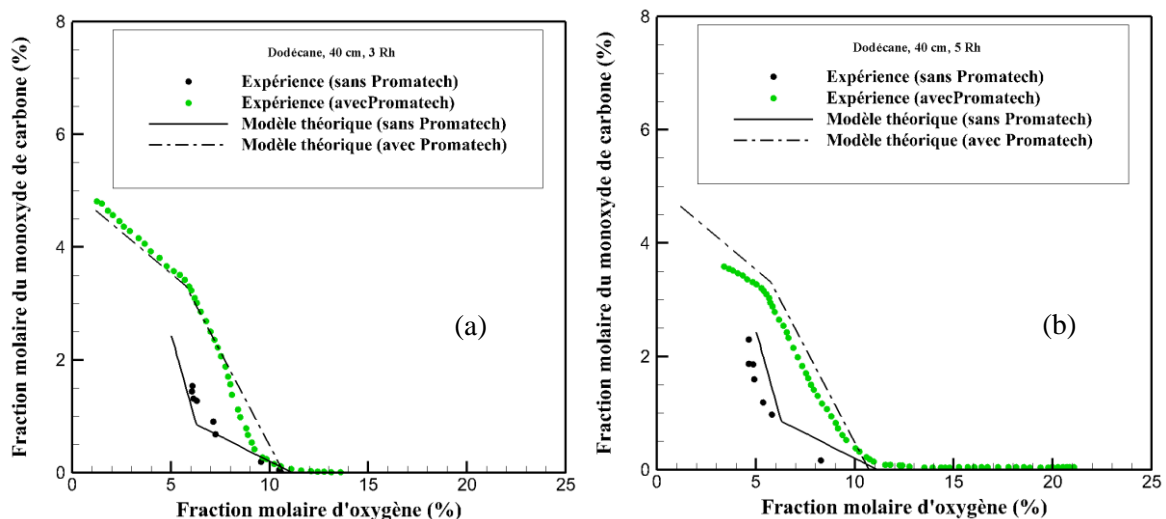 Fraction molaire du monoxyde de carbone (%)
8
6
4
2
0
0
5
10
15
20
25
Fraction molaire d'oxygène (%)
Dodécane, 40 cm, 3 Rh
Expérience (sans Promatech)
Expérience (avecPromatech)
Modèle théorique (sans Promatech)
Modèle théorique (avec Promatech)
(a)
Fraction molaire du monoxyde de carbone (%)
8
6
4
2
0
0
5
10
15
20
25
Fraction molaire d'oxygène (%)
Dodécane, 40 cm, 5 Rh
Expérience (sans Promatech)
Expérience (avecPromatech)
Modèle théorique (sans Promatech)
Modèle théorique (avec Promatech)
(b)